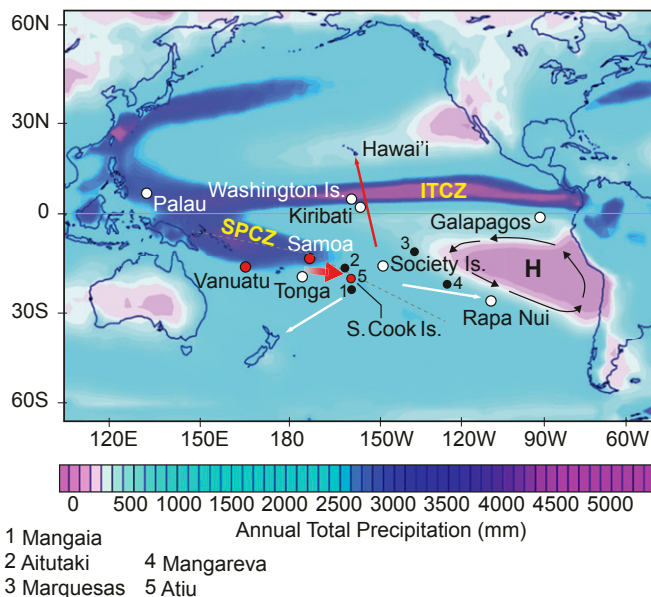 60N
30N
0
30S
60S
Hawai'i
Washington Is.
ITCZ
Palau
Kiribati
SPCZ
Galapagos
Samoa
3
2
Society Is.
H
Vanuatu
Tonga
5
4
1
S. Cook Is.
Rapa Nui
120E 150E 180 150W 120W 90W 60W
0 500 1000 1500 2000 2500 3000 3500 4000 4500 5000
Annual Total Precipitation (mm)
1 Mangaia
2 Aitutaki 4 Mangareva
3 Marquesas 5 Atiu